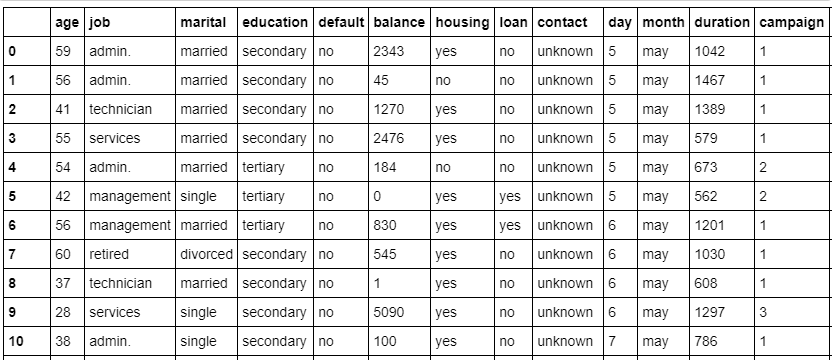 age job marital education default balance housing loan contact day month duration campaign
0 59 admin. married secondary no 2343 yes no unknown 5 may 1042 1
1 56 admin. married secondary no 45 no no unknown 5 may 1467 1
2 41 technician married secondary no 1270 yes no unknown 5 may 1389 1
3 55 services married secondary no 2476 yes no unknown 5 may 579 1
4 54 admin. married tertiary no 184 no no unknown 5 may 673 2
5 42 management single tertiary no 0 yes yes unknown 5 may 562 2
6 56 management married tertiary no 830 yes yes unknown 6 may 1201 1
7 60 retired divorced secondary no 545 yes no unknown 6 may 1030 1
8 37 technician married secondary no 1 yes no unknown 6 may 608 1
9 28 services single secondary no 5090 yes no unknown 6 may 1297 3
10 38 admin. single secondary no 100 yes no unknown 7 may 786 1